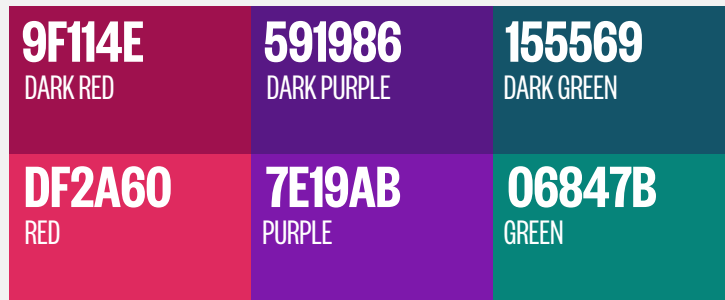 9F114E
DARK RED
591986
DARK PURPLE
155569
DARK GREEN
DF2A60
RED
7E19AB
PURPLE
06847B
GREEN